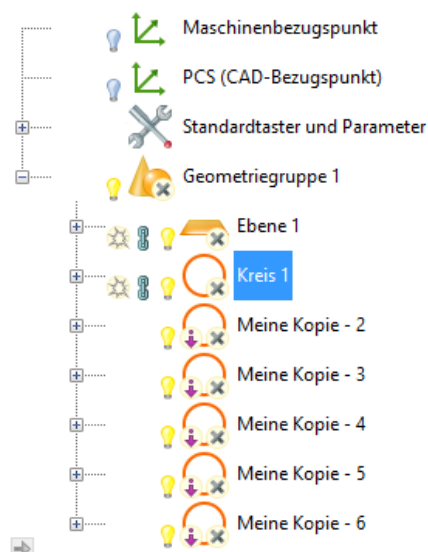 Maschinenbezugspunkt
PCS (CAD-Bezugspunkt)
Standardtaster und Parameter
Geometriegruppe 1
Ebene 1
Kreis 1
Meine Kopie - 2
Meine Kopie - 3
Meine Kopie - 4
Meine Kopie - 5
Meine Kopie - 6